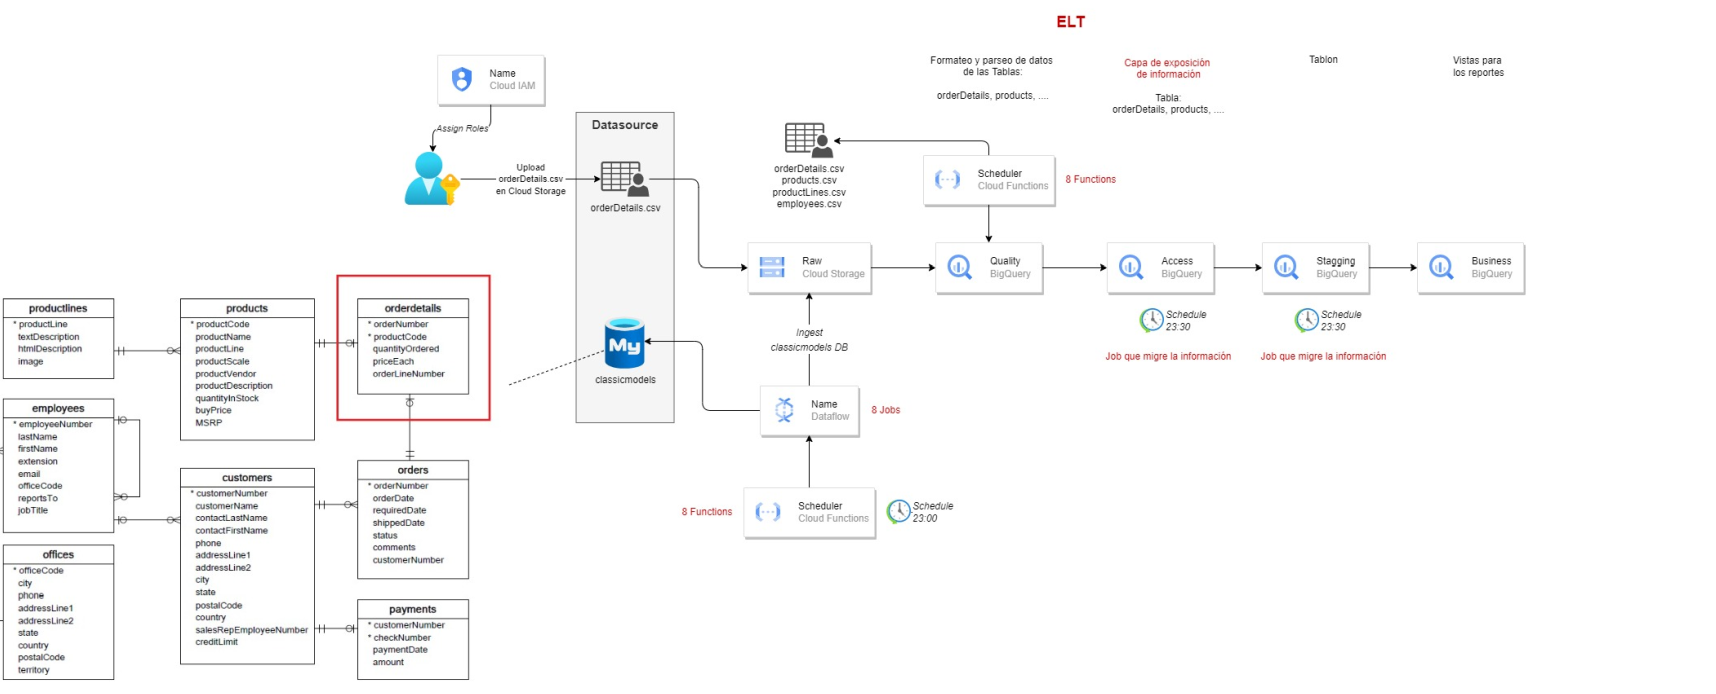 ELT
Formateo y parseo de datos
de las Tablas:
orderDetails, products, ....
Capa de exposición
de información
Tabla:
orderDetails, products, ....
Tablon
Vistas para
los reportes
Name
Cloud IAM
Assign Roles
Upload
orderDetails.csv
en Cloud Storage
Datasource
orderDetails.csv
orderDetails.csv
products.csv
productLines.csv
employees.csv
Scheduler
Cloud Functions
8 Functions
Raw
Cloud Storage
Quality
BigQuery
Access
BigQuery
Stagging
BigQuery
Business
BigQuery
Schedule
23:30
Job que migre la información
Schedule
23:30
Job que migre la información
My
classicmodels
Ingest
classicmodels DB
Name
Dataflow
8 Jobs
8 Functions
Scheduler
Cloud Functions
Schedule
23:00
productlines
* productLine
textDescription
htmlDescription
image
products
* productCode
productName
productLine
productScale
productVendor
productDescription
quantityInStock
buyPrice
MSRP
orderdetails
* orderNumber
* productCode
quantityOrdered
priceEach
orderLineNumber
employees
* employeeNumber
lastName
firstName
extension
email
officeCode
reportsTo
jobTitle
customers
* customerNumber
customerName
contactLastName
contactFirstName
phone
addressLine1
addressLine2
city
state
postalCode
country
salesRepEmployeeNumber
creditLimit
orders
* orderNumber
orderDate
requiredDate
shippedDate
status
comments
customerNumber
offices
* officeCode
city
phone
addressLine1
addressLine2
state
country
postalCode
territory
payments
* customerNumber
* checkNumber
paymentDate
amount